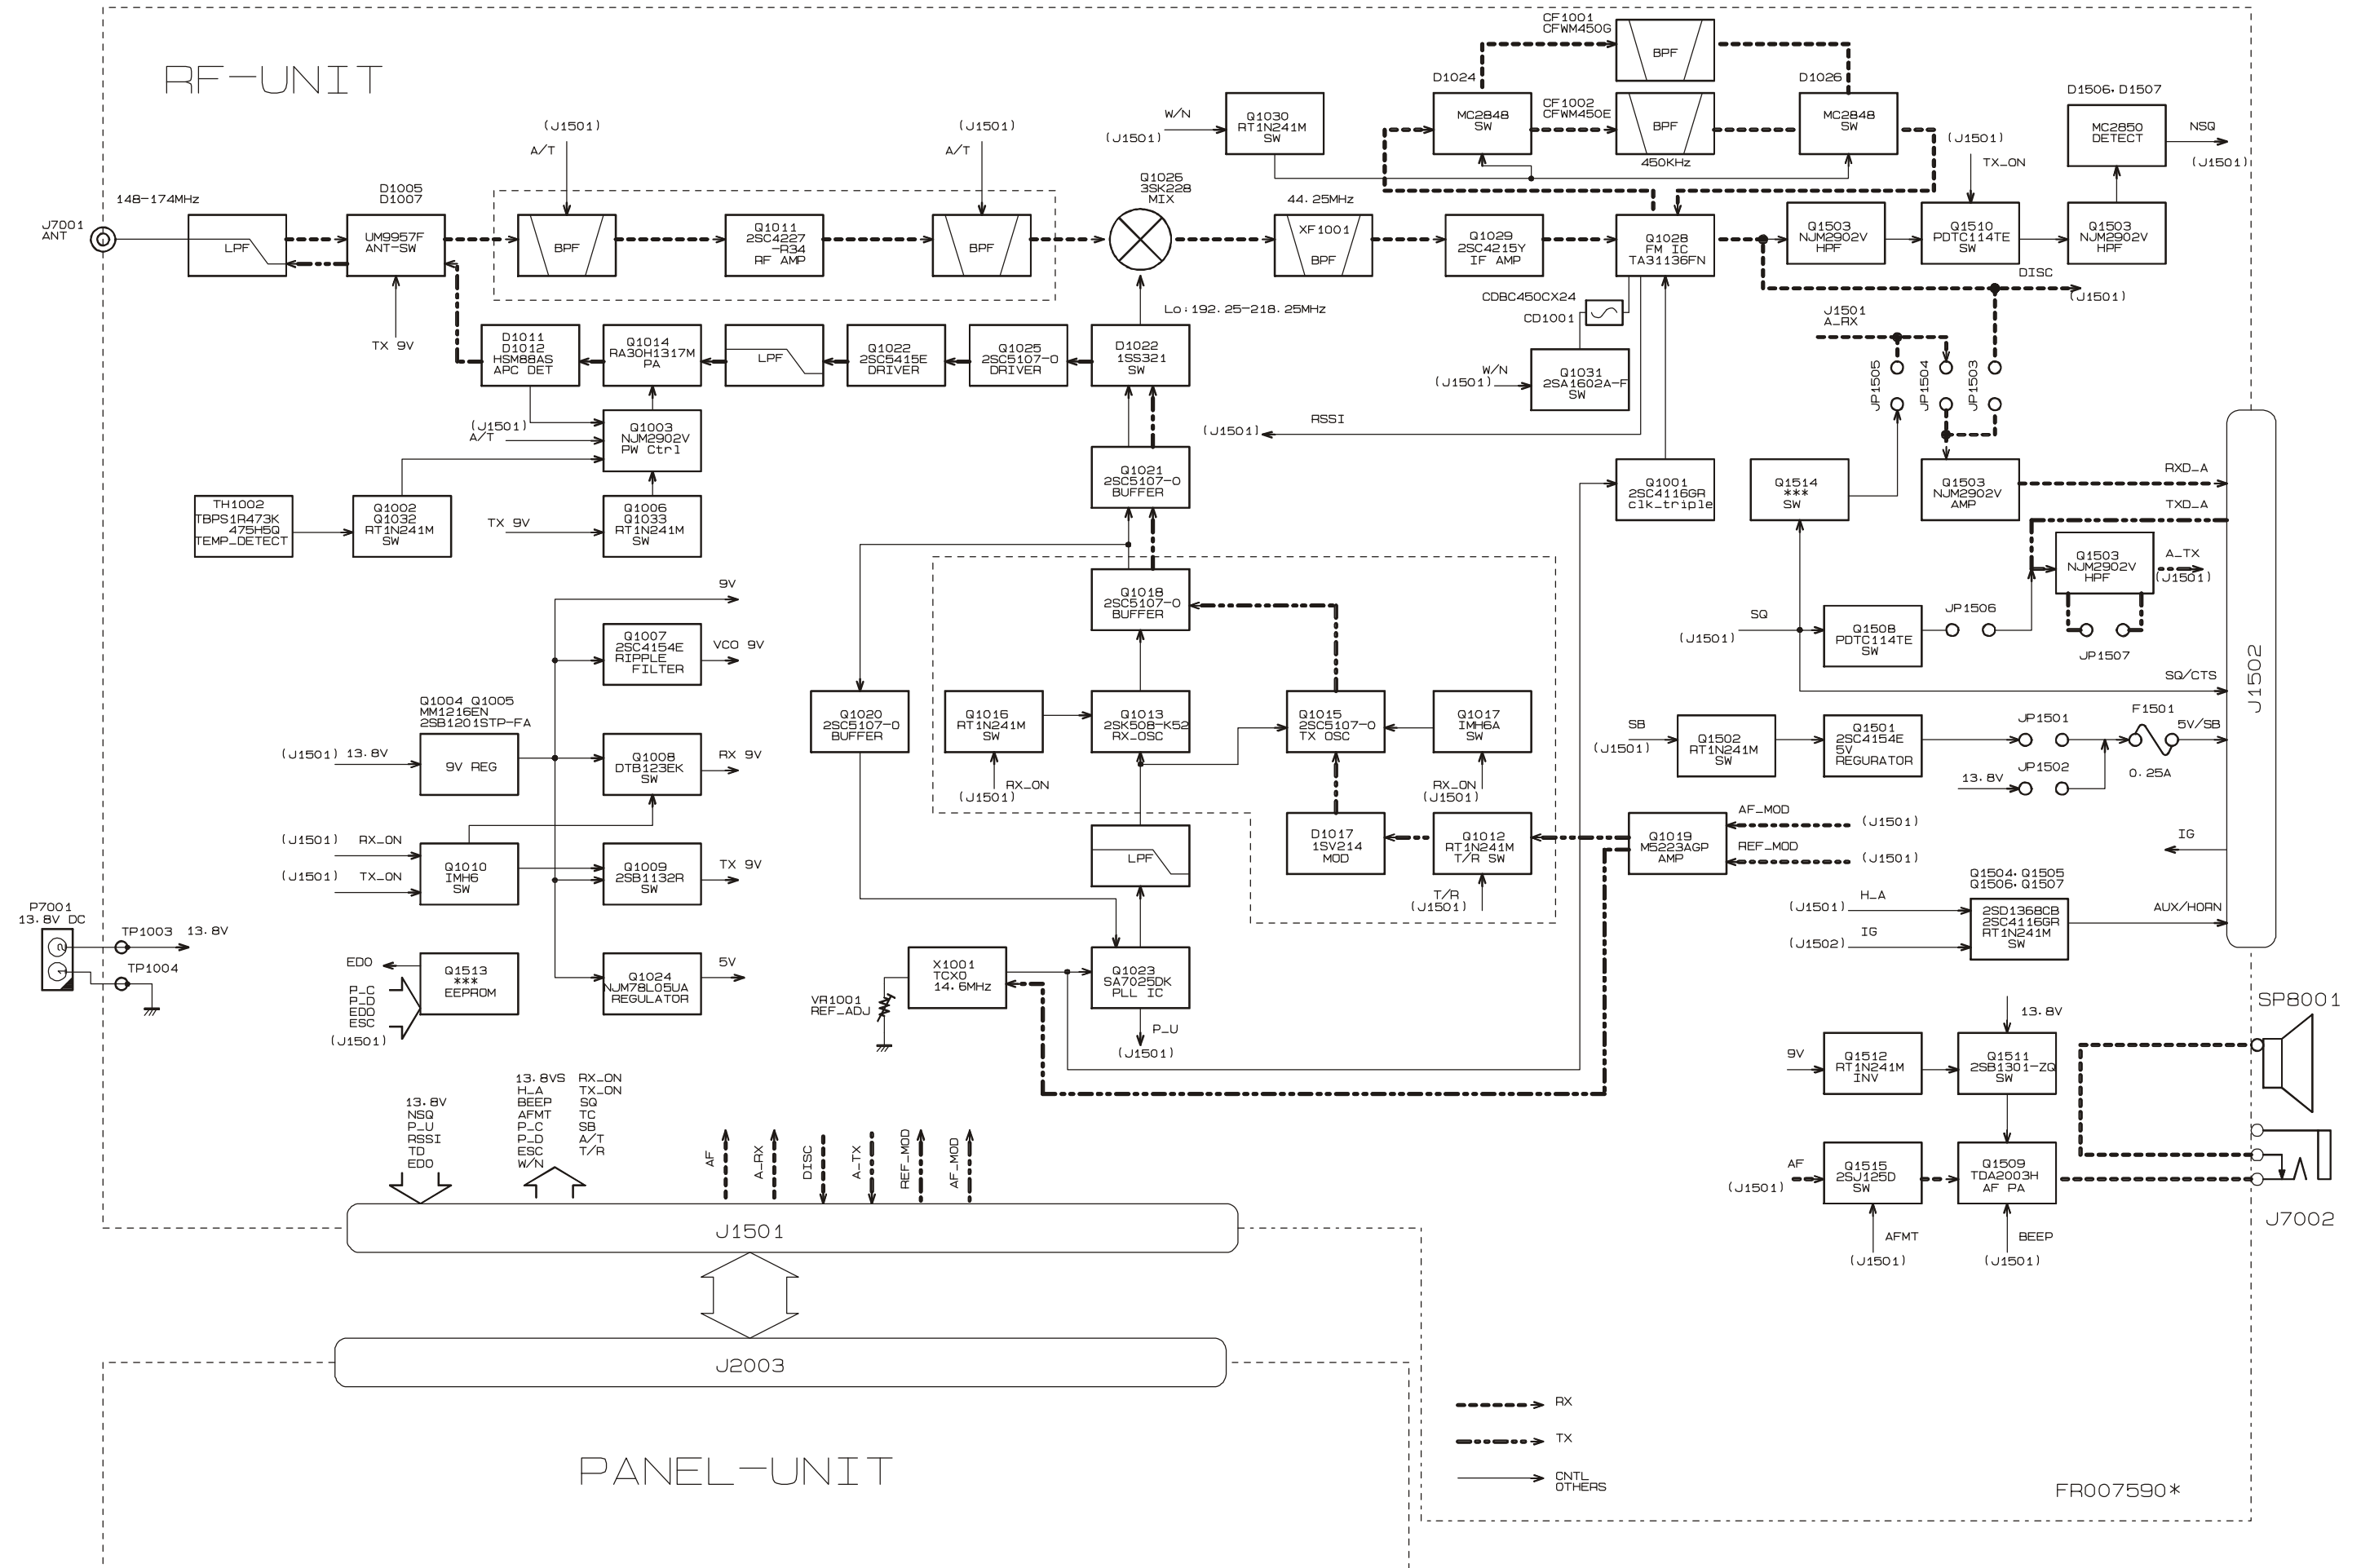 RF-UNIT
CF1001
CFWM450G
BPF
D1024
D1026
MC2848
SW
CF1002
CFWM450E
BPF
450KHz
MC2848
SW
W/N
(J1501)
Q1030
RT1N241M
SW
D1506.D1507
MC2850
DETECT
NSQ
(J1501)
(J1501)
A/T
(J1501)
A/T
(J1501)
TX_ON
J7001
ANT
148-174MHz
LPF
D1005
D1007
UM9957F
ANT-SW
TX 9V
BPF
Q1011
2SC4227
-R34
RF AMP
BPF
Q1026
3SK228
MIX
44.25MHz
XF1001
BPF
Q1029
2SC4215Y
IF AMP
Q1028
FM IC
TA31136FN
Q1503
NJM2902V
HPF
Q1510
PDTC114TE
SW
Q1503
NJM2902V
HPF
DISC
(J1501)
Lo:192.25-218.25MHz
CDBC450CX24
CD1001
J1501
A_RX
D1011
D1012
HSM88AS
APC DET
Q1014
RA30H1317M
PA
LPF
Q1022
2SC5415E
DRIVER
Q1025
2SC5107-O
DRIVER
D1022
1SS321
SW
W/N
(J1501)
Q1031
2SA1602A-F
SW
JP1505
JP1504
JP1503
(J1501)
A/T
Q1003
NJM2902V
PW Ctrl
RSSI
(J1501)
TH1002
TBPS1R473K
475H5Q
TEMP_DETECT
Q1002
Q1032
RT1N241M
SW
TX 9V
Q1006
Q1033
RT1N241M
SW
Q1021
2SC5107-O
BUFFER
Q1001
2SC4116GR
clk_triple
Q1514
***
SW
Q1503
NJM2902V
AMP
RXD_A
TXD_A
Q1503
NJM2902V
HPF
A_TX
(J1501)
JP1507
9V
Q1018
2SC5107-O
BUFFER
SQ
(J1501)
Q1508
PDTC114TE
SW
JP1506
SQ/CTS
J1502
Q1007
2SC4154E
RIPPLE
FILTER
VCO 9V
Q1004 Q1005
MM1216EN
2SB1201STP-FA
(J1501) 13.8V
9V REG
Q1008
DTB123EK
SW
RX 9V
Q1020
2SC5107-O
BUFFER
Q1016
RT1N241M
SW
RX_ON
(J1501)
Q1013
2SK508-K52
RX_OSC
Q1015
2SC5107-O
TX OSC
Q1017
IMH6A
SW
RX_ON
(J1501)
SB
(J1501)
Q1502
RT1N241M
SW
Q1501
2SC4154E
5V
REGURATOR
JP1501
F1501
5V/SB
0.25A
13.8V
JP1502
(J1501) RX_ON
(J1501) TX_ON
Q1010
IMH6
SW
Q1009
2SB1132R
SW
TX 9V
LPF
D1017
1SV214
MOD
Q1012
RT1N241M
T/R SW
T/R
(J1501)
Q1019
M5223AGP
AMP
AF_MOD
(J1501)
REF_MOD
(J1501)
IG
Q1504.Q1505
Q1506.Q1507
2SD1368CB
2SC4116GR
RT1N241M
SW
(J1501)
H_A
IG
(J1502)
AUX/HORN
P7001
13.8V DC
2
1
TP1003
13.8V
TP1004
EDO
P_C
P_D
EDO
ESC
(J1501)
Q1513
***
EEPROM
Q1024
NJM78L05UA
REGULATOR
5V
VR1001
REF_ADJ
X1001
TCXO
14.6MHz
Q1023
SA7025DK
PLL IC
P_U
(J1501)
SP8001
13.8V
9V
Q1512
RT1N241M
INV
Q1511
2SB1301-ZQ
SW
13.8V
NSQ
P_U
RSSI
TD
EDO
13.8VS
H_A
BEEP
AFMT
P_C
P_D
ESC
W/N
RX_ON
TX_ON
SQ
TC
SB
A/T
T/R
AF
A_RX
DISC
A_TX
REF_MOD
AF_MOD
AF
(J1501)
Q1515
2SJ125D
SW
Q1509
TDA2003H
AF PA
AFMT
(J1501)
BEEP
(J1501)
J7002
J1501
J2003
PANEL-UNIT
RX
TX
CNTL
OTHERS
FR007590*